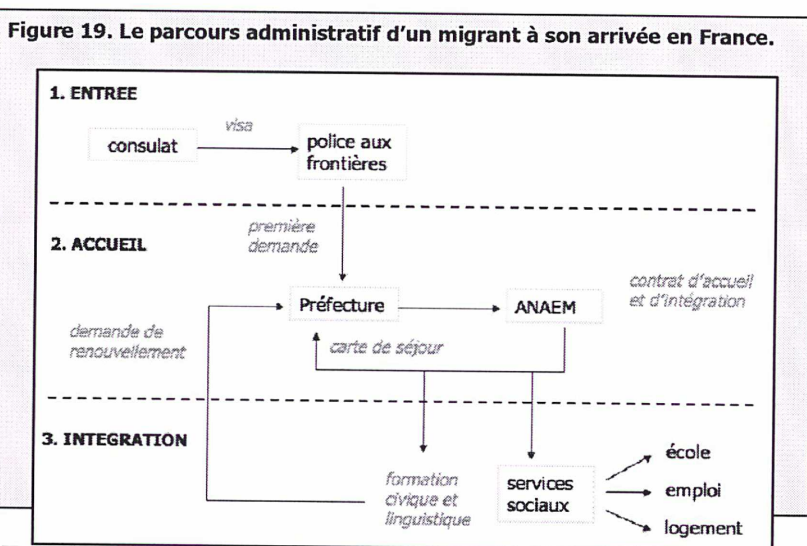 Figure 19. Le parcours administratif d'un migrant à son arrivée en France.
1. ENTREE
visa
consulat
police aux
frontières
première
demande
2. ACCUEIL
contrat d'accueil
et d'intégration
Préfecture
ANAEM
demande de
renouvellement
carte de séjour
3. INTEGRATION
formation
civique et
linguistique
services
sociaux
école
emploi
logement